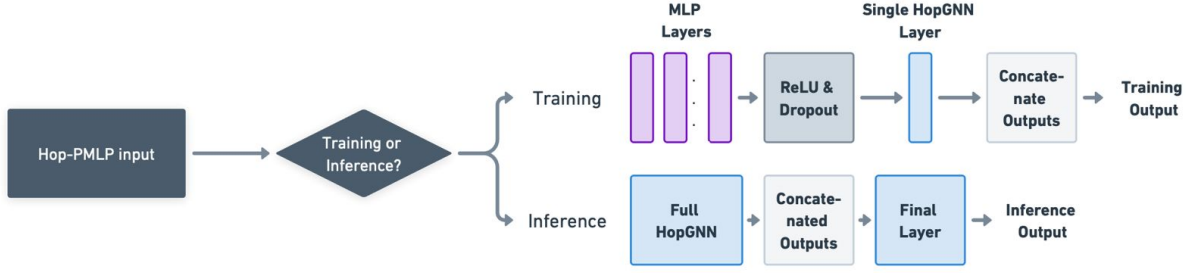 Hop-PMLP input
Training or
Inference?
Training
MLP
Layers
.
.
.
ReLU &
Dropout
Single HopGNN
Layer
Concate-
nate
Outputs
Training
Output
Inference
Full
HopGNN
Concate-
nated
Outputs
Final
Layer
Inference
Output